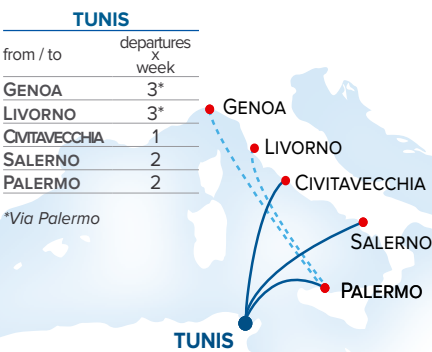 TUNIS
from / to departures x week
GENOA 3*
LIVORNO 3*
CIVITAVECCHIA 1
SALERNO 2
PALERMO 2
*Via Palermo
GENOA
LIVORNO
CIVITAVECCHIA
SALERNO
PALERMO
TUNIS